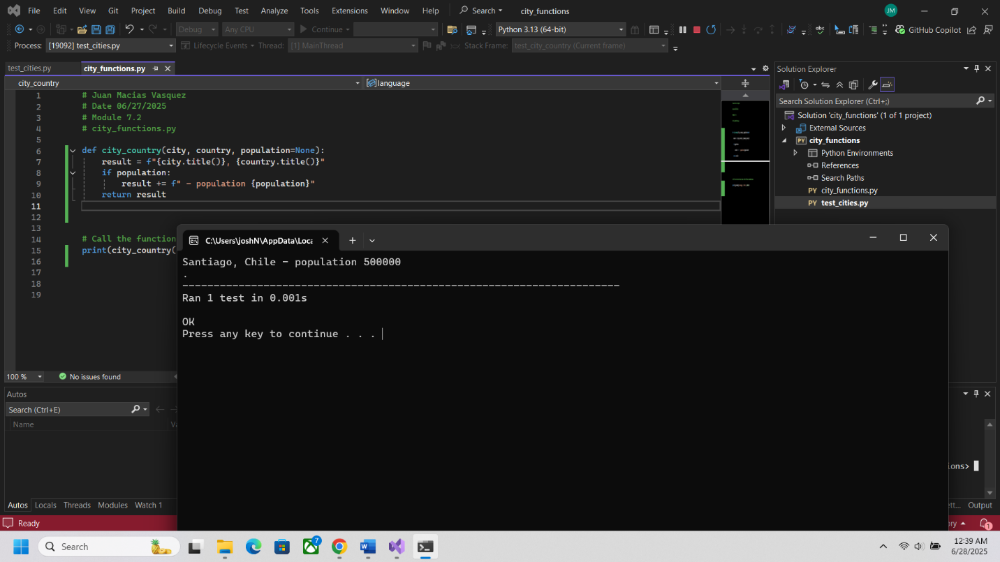 File Edit View Git Project Build Debug Test Analyze Tools Extensions Window Help Search city_functions JM
Debug Any CPU Continue Python 3.13 (64-bit) GitHub Copilot
Process: [19092] test_cities.py Lifecycle Events Thread: [1] MainThread Stack Frame: test_city_country (Current frame)
test_cities.py city_functions.py
city_country language
1 # Juan Macias Vasquez
2 # Date 06/27/2025
3 # Module 7.2
4 # city_functions.py
5
6 def city_country(city, country, population=None):
7 result = f"{city.title()}, {country.title()}"
8 if population:
9 result += f" - population {population}"
10 return result
11
12
13
14 # Call the function
15 print(city_country(
16
17
18
19
100 % No issues found
Solution Explorer
Search Solution Explorer (Ctrl+;)
Solution 'city_functions' (1 of 1 project)
External Sources
PY city_functions
Python Environments
References
Search Paths
PY city_functions.py
PY test_cities.py
C:\Users\joshN\AppData\Loca
Santiago, Chile - population 500000
.
----------------------------------------------------------------------
Ran 1 test in 0.001s
OK
Press any key to continue . . .
Autos
Search (Ctrl+E)
Name Va
ions>
Autos Locals Threads Modules Watch 1
ett... Output
Ready
ory 1
Search
7
12:39 AM
6/28/2025